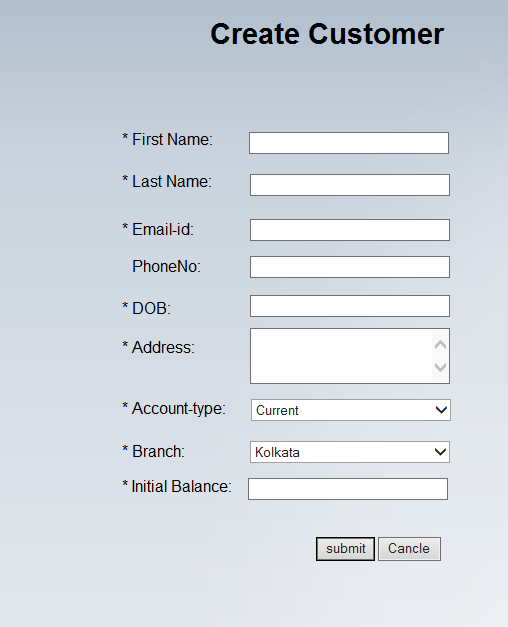 Create Customer
* First Name:
* Last Name:
* Email-id:
PhoneNo:
* DOB:
* Address:
* Account-type: Current
* Branch: Kolkata
* Initial Balance:
submit Cancle